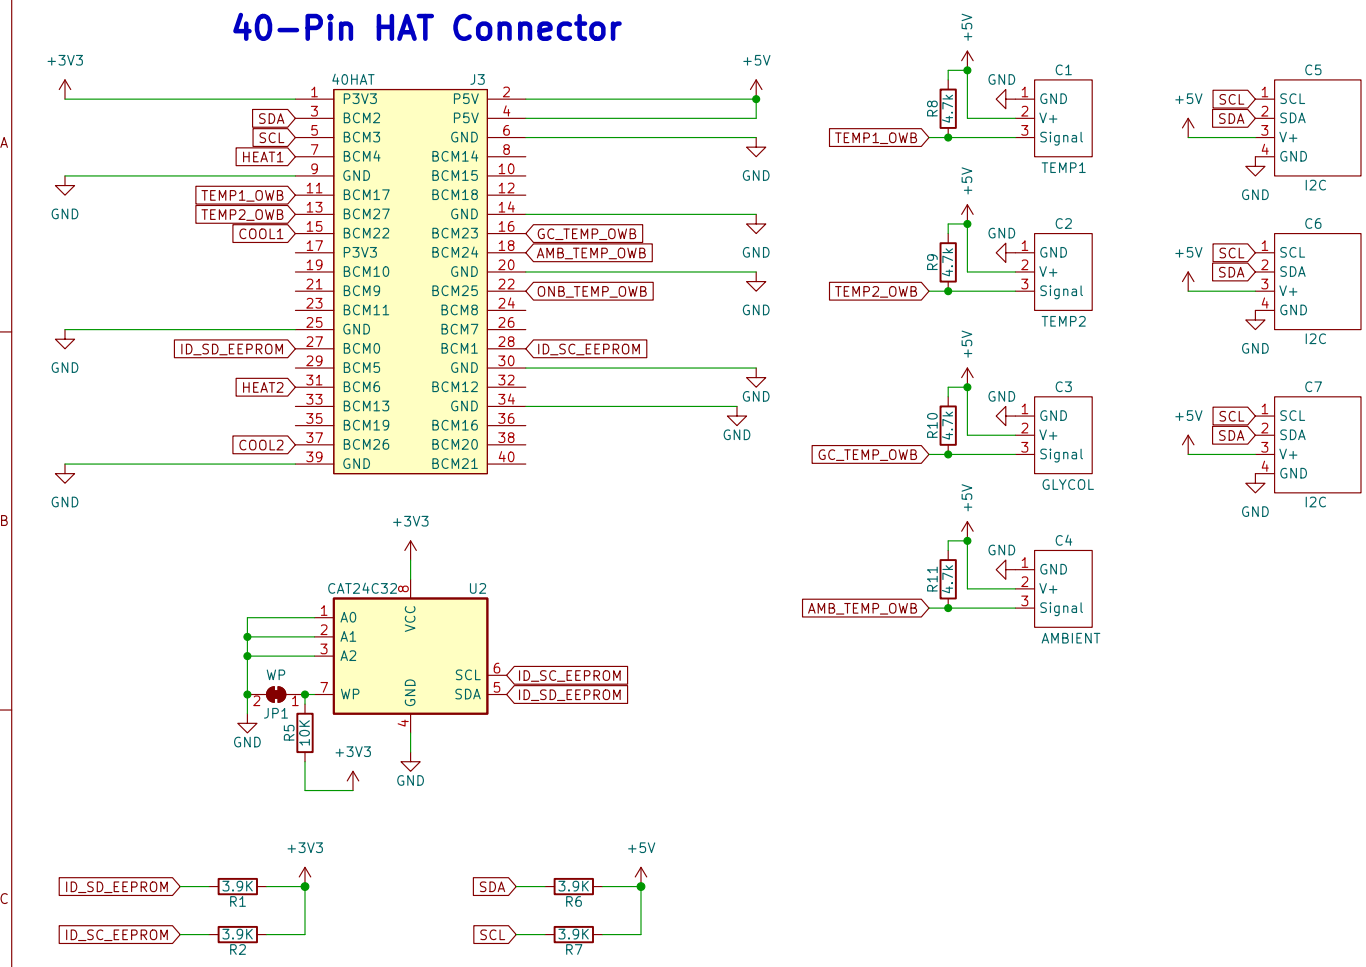 40-Pin HAT Connector
A
B
C
+3V3
+5V
40HAT J3
1 P3V3 P5V 2
SDA 3 BCM2 P5V 4
SCL 5 BCM3 GND 6
HEAT1 7 BCM4 BCM14 8
9 GND BCM15 10
TEMP1_OWB 11 BCM17 BCM18 12
TEMP2_OWB 13 BCM27 GND 14
COOL1 15 BCM22 BCM23 16 GC_TEMP_OWB
17 P3V3 BCM24 18 AMB_TEMP_OWB
19 BCM10 GND 20
21 BCM9 BCM25 22 ONB_TEMP_OWB
23 BCM11 BCM8 24
25 GND BCM7 26
ID_SD_EEPROM 27 BCM0 BCM1 28 ID_SC_EEPROM
29 BCM5 GND 30
HEAT2 31 BCM6 BCM12 32
33 BCM13 GND 34
35 BCM19 BCM16 36
COOL2 37 BCM26 BCM20 38
39 GND BCM21 40
GND
GND
GND
GND
GND
GND
GND
GND
+3V3
CAT24C32 U2
8 VCC
1 A0
2 A1
3 A2
7 WP
SCL 6 ID_SC_EEPROM
SDA 5 ID_SD_EEPROM
GND 4
GND
WP
2 1
JP1
GND
R5 10K
+3V3
+3V3
ID_SD_EEPROM 3.9K
R1
ID_SC_EEPROM 3.9K
R2
+5V
SDA 3.9K
R6
SCL 3.9K
R7
+5V
GND
C1
R8 4.7k
1 GND
2 V+
TEMP1_OWB 3 Signal
TEMP1
+5V
GND
C2
R9 4.7k
1 GND
2 V+
TEMP2_OWB 3 Signal
TEMP2
+5V
GND
C3
R10 4.7k
1 GND
2 V+
GC_TEMP_OWB 3 Signal
GLYCOL
+5V
GND
C4
R11 4.7k
1 GND
2 V+
AMB_TEMP_OWB 3 Signal
AMBIENT
C5
+5V SCL 1 SCL
SDA 2 SDA
3 V+
4 GND
GND I2C
C6
+5V SCL 1 SCL
SDA 2 SDA
3 V+
4 GND
GND I2C
C7
+5V SCL 1 SCL
SDA 2 SDA
3 V+
4 GND
GND I2C